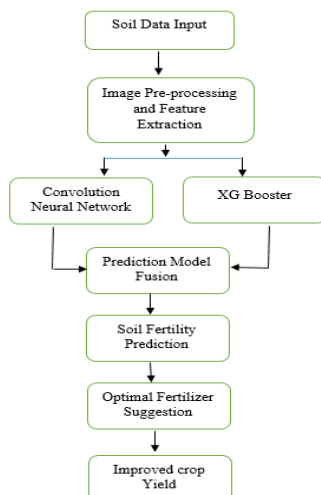 Soil Data Input
Image Pre-processing
and Feature
Extraction
Convolution
Neural Network
XG Booster
Prediction Model
Fusion
Soil Fertility
Prediction
Optimal Fertilizer
Suggestion
Improved crop
Yield